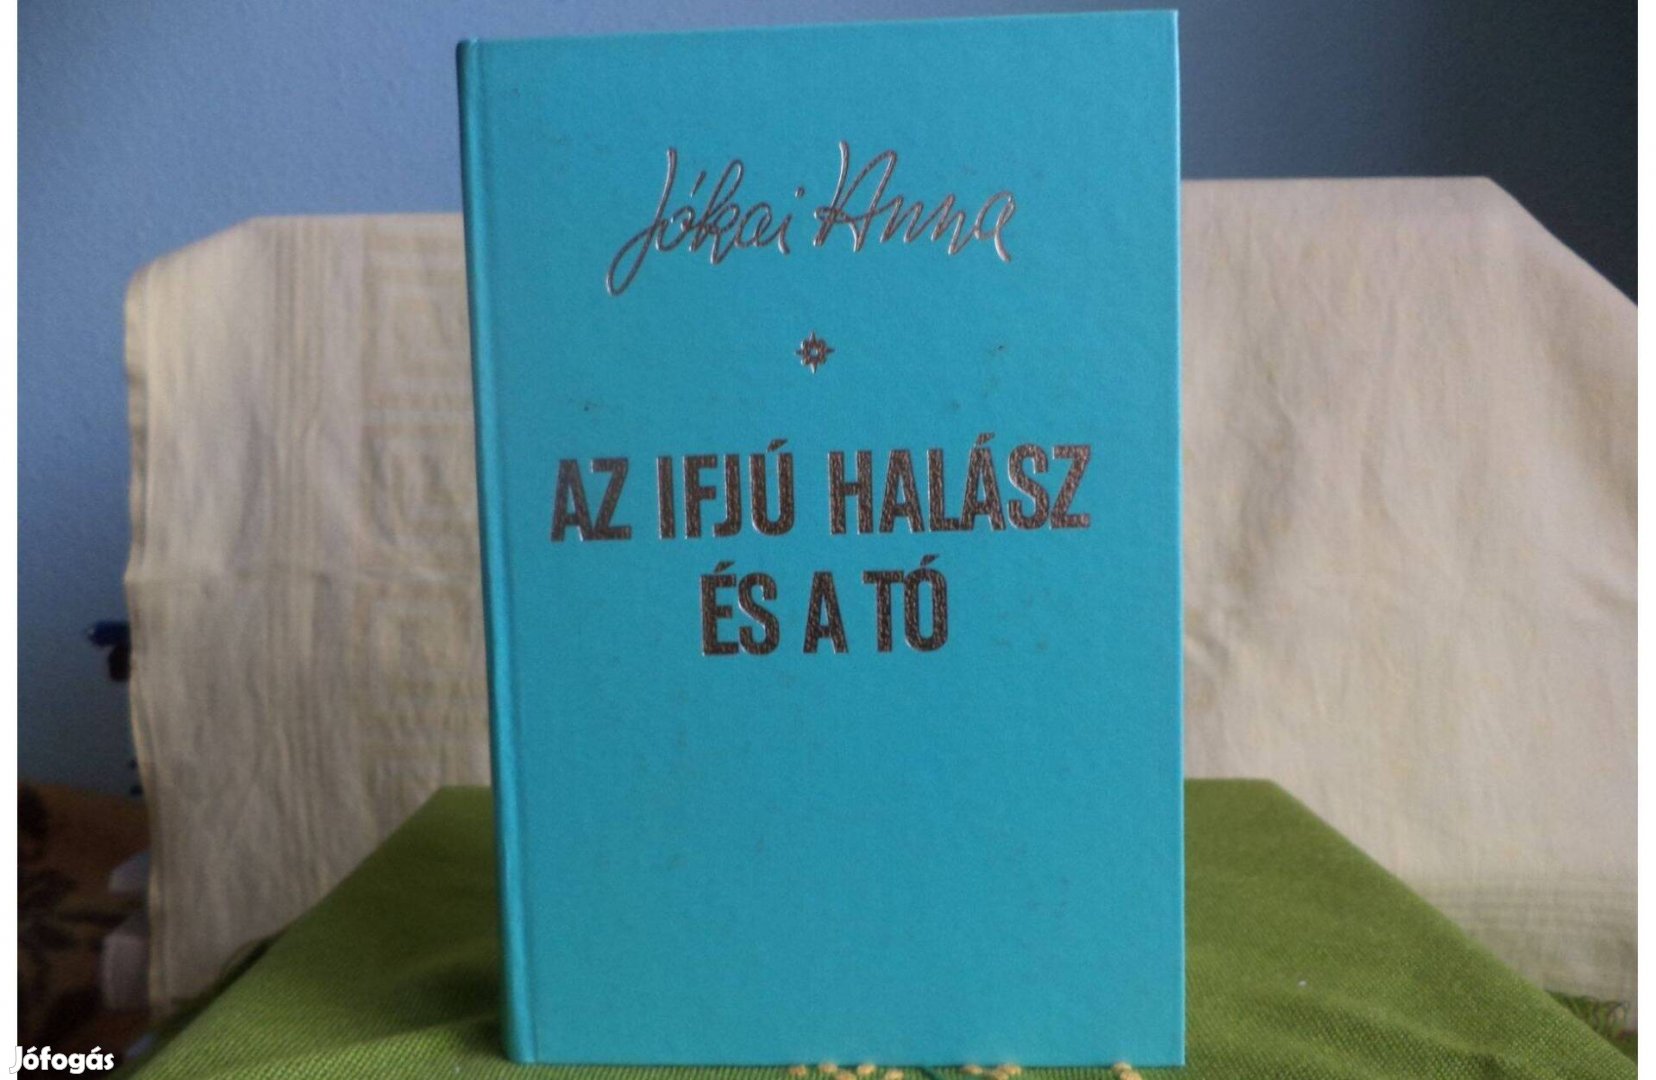 Jókai Anna
AZ IFJÚ HALÁSZ
ÉS A TÓ
Jófogás